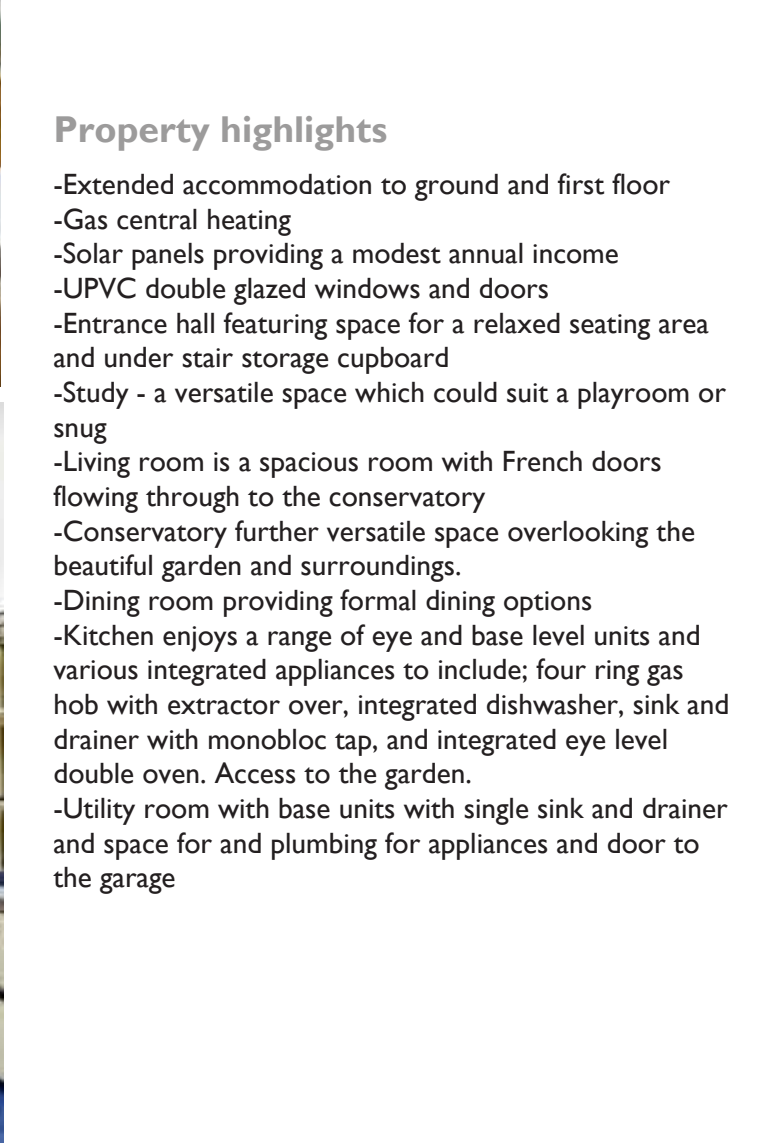 Property highlights
-Extended accommodation to ground and first floor
-Gas central heating
-Solar panels providing a modest annual income
-UPVC double glazed windows and doors
-Entrance hall featuring space for a relaxed seating area
and under stair storage cupboard
-Study - a versatile space which could suit a playroom or
snug
-Living room is a spacious room with French doors
flowing through to the conservatory
-Conservatory further versatile space overlooking the
beautiful garden and surroundings.
-Dining room providing formal dining options
-Kitchen enjoys a range of eye and base level units and
various integrated appliances to include; four ring gas
hob with extractor over, integrated dishwasher, sink and
drainer with monobloc tap, and integrated eye level
double oven. Access to the garden.
-Utility room with base units with single sink and drainer
and space for and plumbing for appliances and door to
the garage